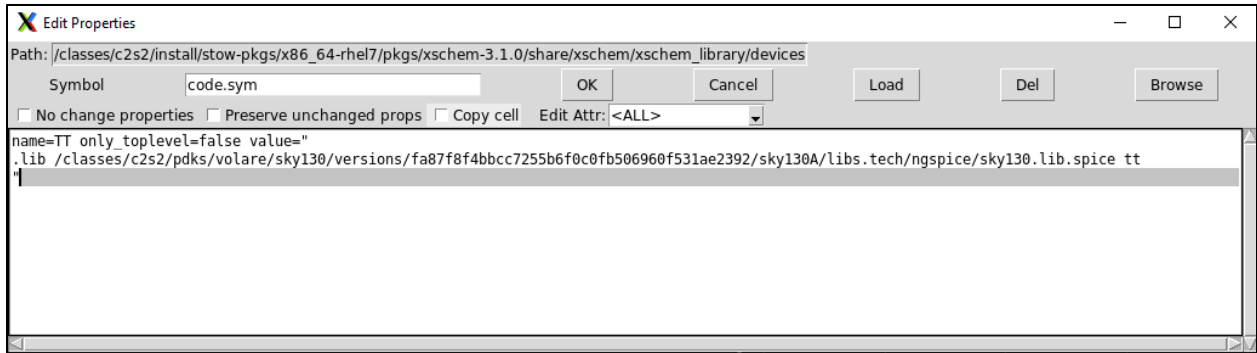 Edit Properties
Path: /classes/c2s2/install/stow-pkgs/x86_64-rhel7/pkgs/xschem-3.1.0/share/xschem/xschem_library/devices
Symbol code.sym OK Cancel Load Del Browse
No change properties Preserve unchanged props Copy cell Edit Attr: <ALL>
name=TT only_toplevel=false value="
.lib /classes/c2s2/pdks/volare/sky130/versions/fa87f8f4bbcc7255b6f0c0fb506960f531ae2392/sky130A/libs.tech/ngspice/sky130.lib.spice tt
"